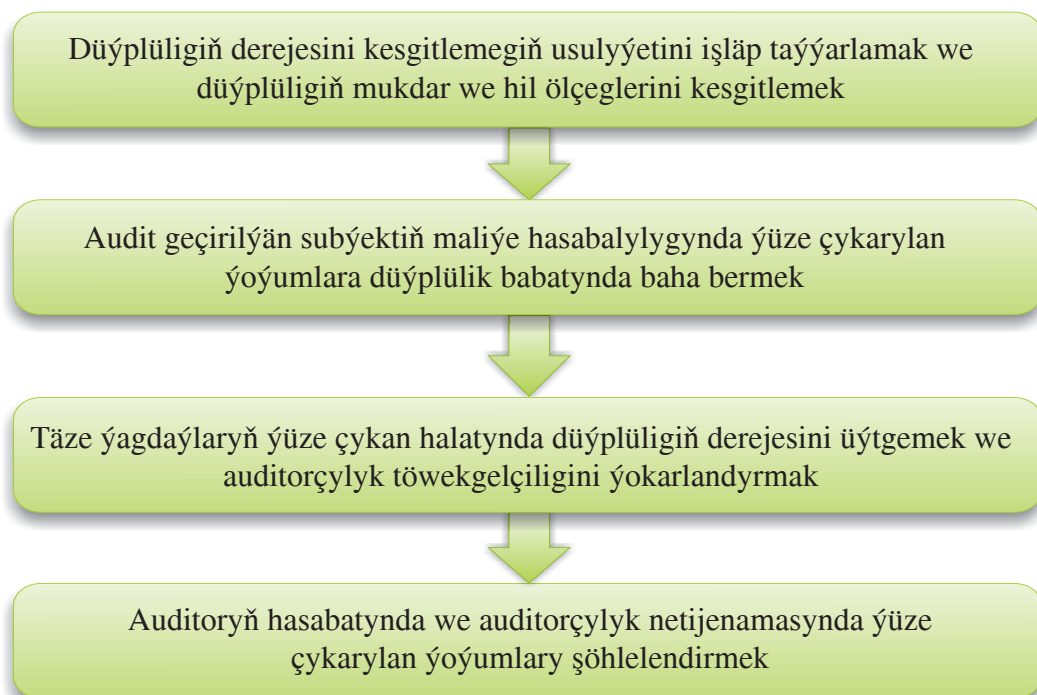 Düýplüligiň derejesini kesgitlemegiň usulyýetini işläp taýýarlamak we
düýplüligiň mukdar we hil ölçeglerini kesgitlemek
Audit geçirilýän subýektiň maliýe hasabalylygynda ýüze çykarylan
ýoýumlara düýplülik babatynda baha bermek
Täze ýagdaýlaryň ýüze çykan halatynda düýplüligiň derejesini üýtgemek we
auditorçylyk töwekgelçiligini ýokarlandyrmak
Auditoryň hasabatynda we auditorçylyk netijenamasynda ýüze
çykarylan ýoýumlary şöhlelendirmek